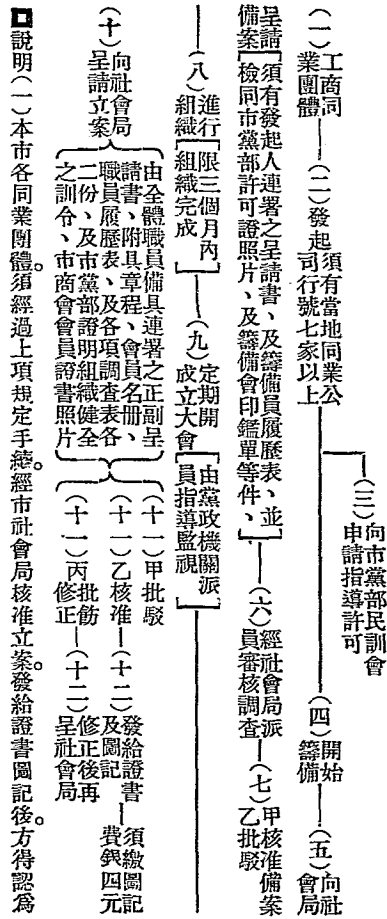 (一)工商同業團體——(二)發起須有當地同業公司行號七家以上
(三)向市黨部民訓會申請指導許可
(四)開始籌備——(五)向社會局
呈請備案[須有發起人連署之呈請書、及籌備員履歷表、並檢同市黨部許可證照片、及籌備會印鑑單等件、]
(六)經社會局派員審核調查——(七)甲核准備案乙批駁
(八)進行組織[限三個月內組織完成]
(九)定期開成立大會[由黨政機關派員指導監視]
(十)向社會局呈請立案
由全體職員備具連署之正副呈請書、附具章程、會員名冊、職員履歷表、及各項調查表各二份、及市黨部證明組織健全之訓令、市商會會員證書照片
(十一)甲批駁
(十一)乙核准——(十二)發給證書及圖記——須繳圖記費銀四元
(十一)丙批飭修正——(十二)修正後再呈社會局
■說明(一)本市各同業團體。須經過上項規定手續。經市社會局核准立案。發給證書圖記後。方得認爲